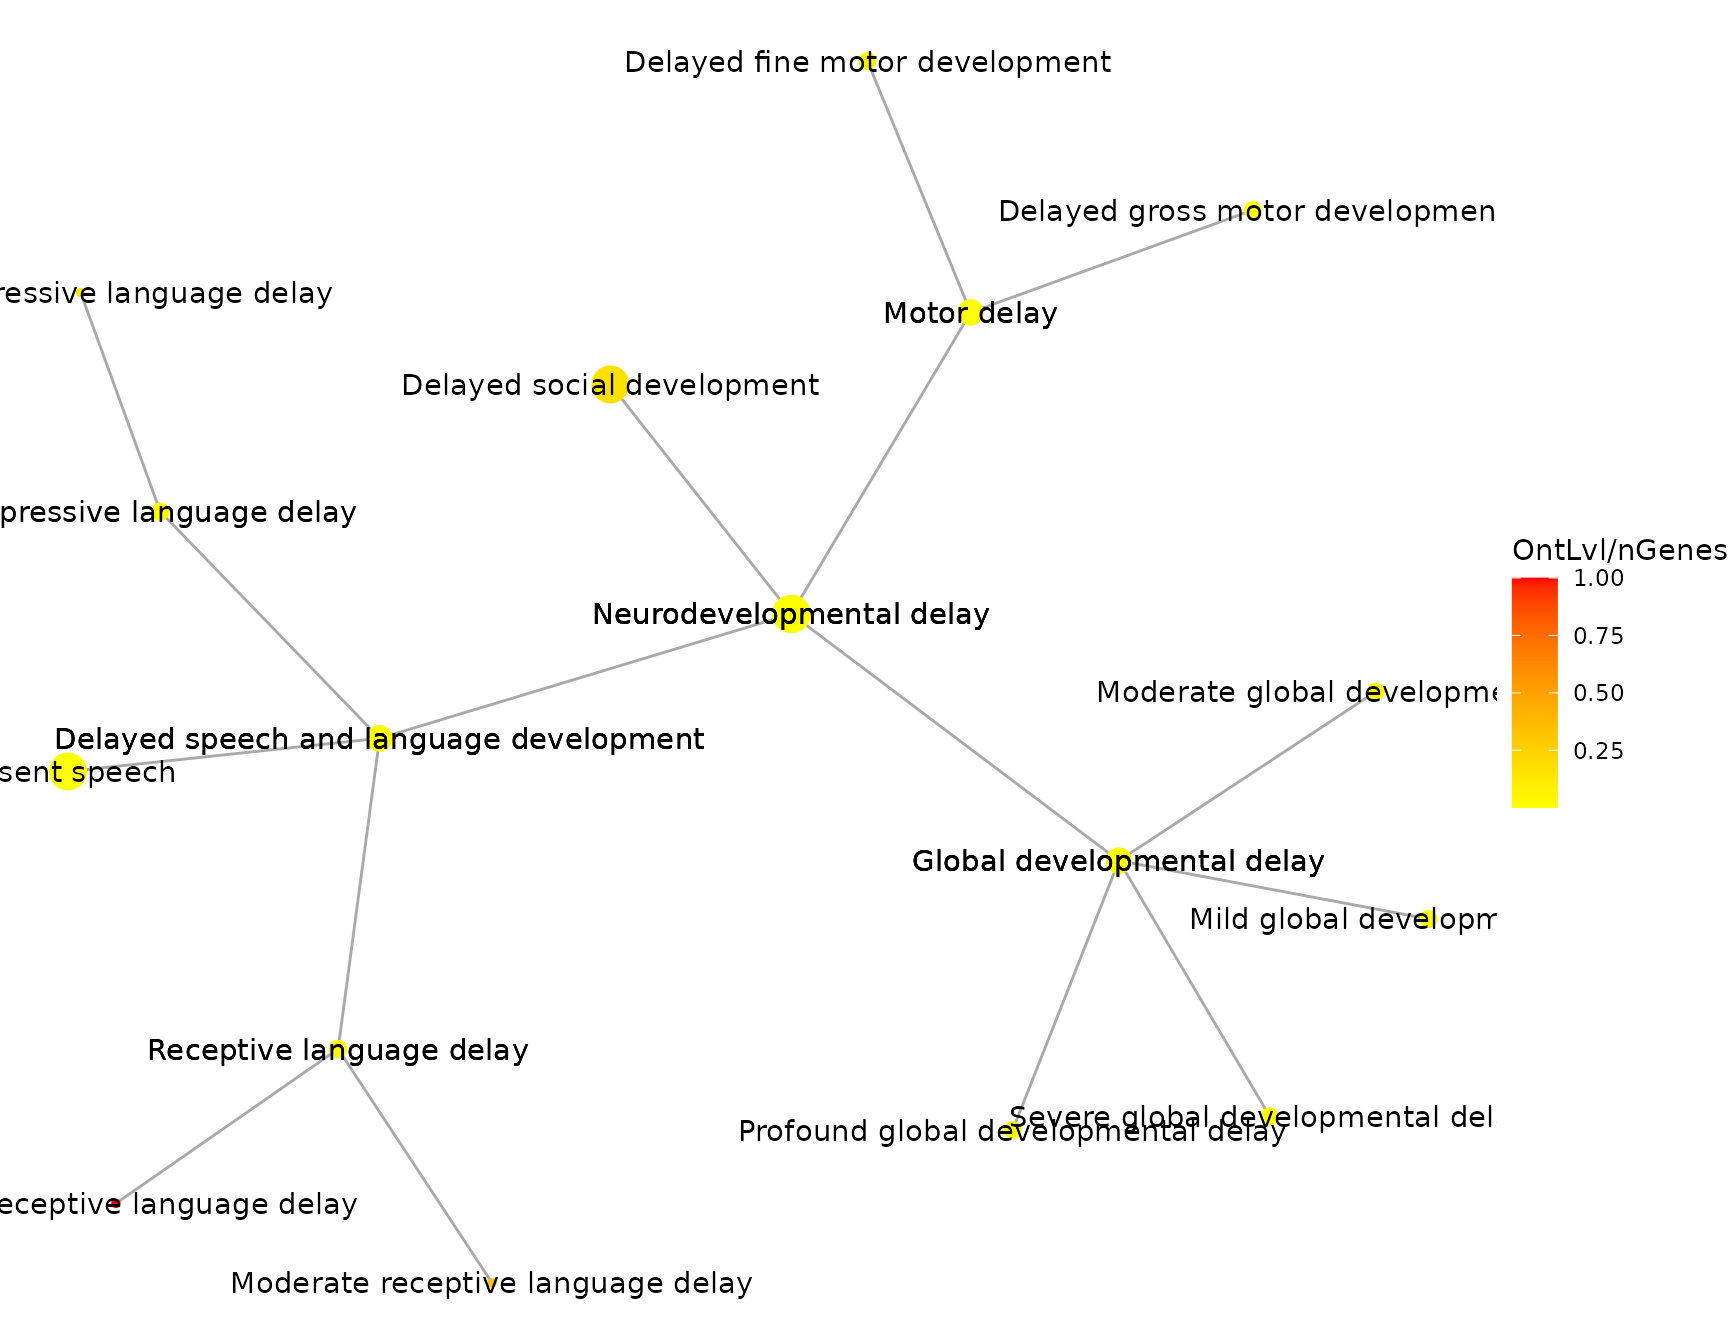 Delayed fine motor development
Delayed gross motor developmen
ressive language delay
Motor delay
Delayed social development
pressive language delay
OntLvl/nGenes
1.00
0.75
0.50
0.25
Neurodevelopmental delay
Moderate global developme
Delayed speech and language development
sent speech
Global developmental delay
Mild global developm
Receptive language delay
Severe global developmental del
Profound global developmental delay
eceptive language delay
Moderate receptive language delay